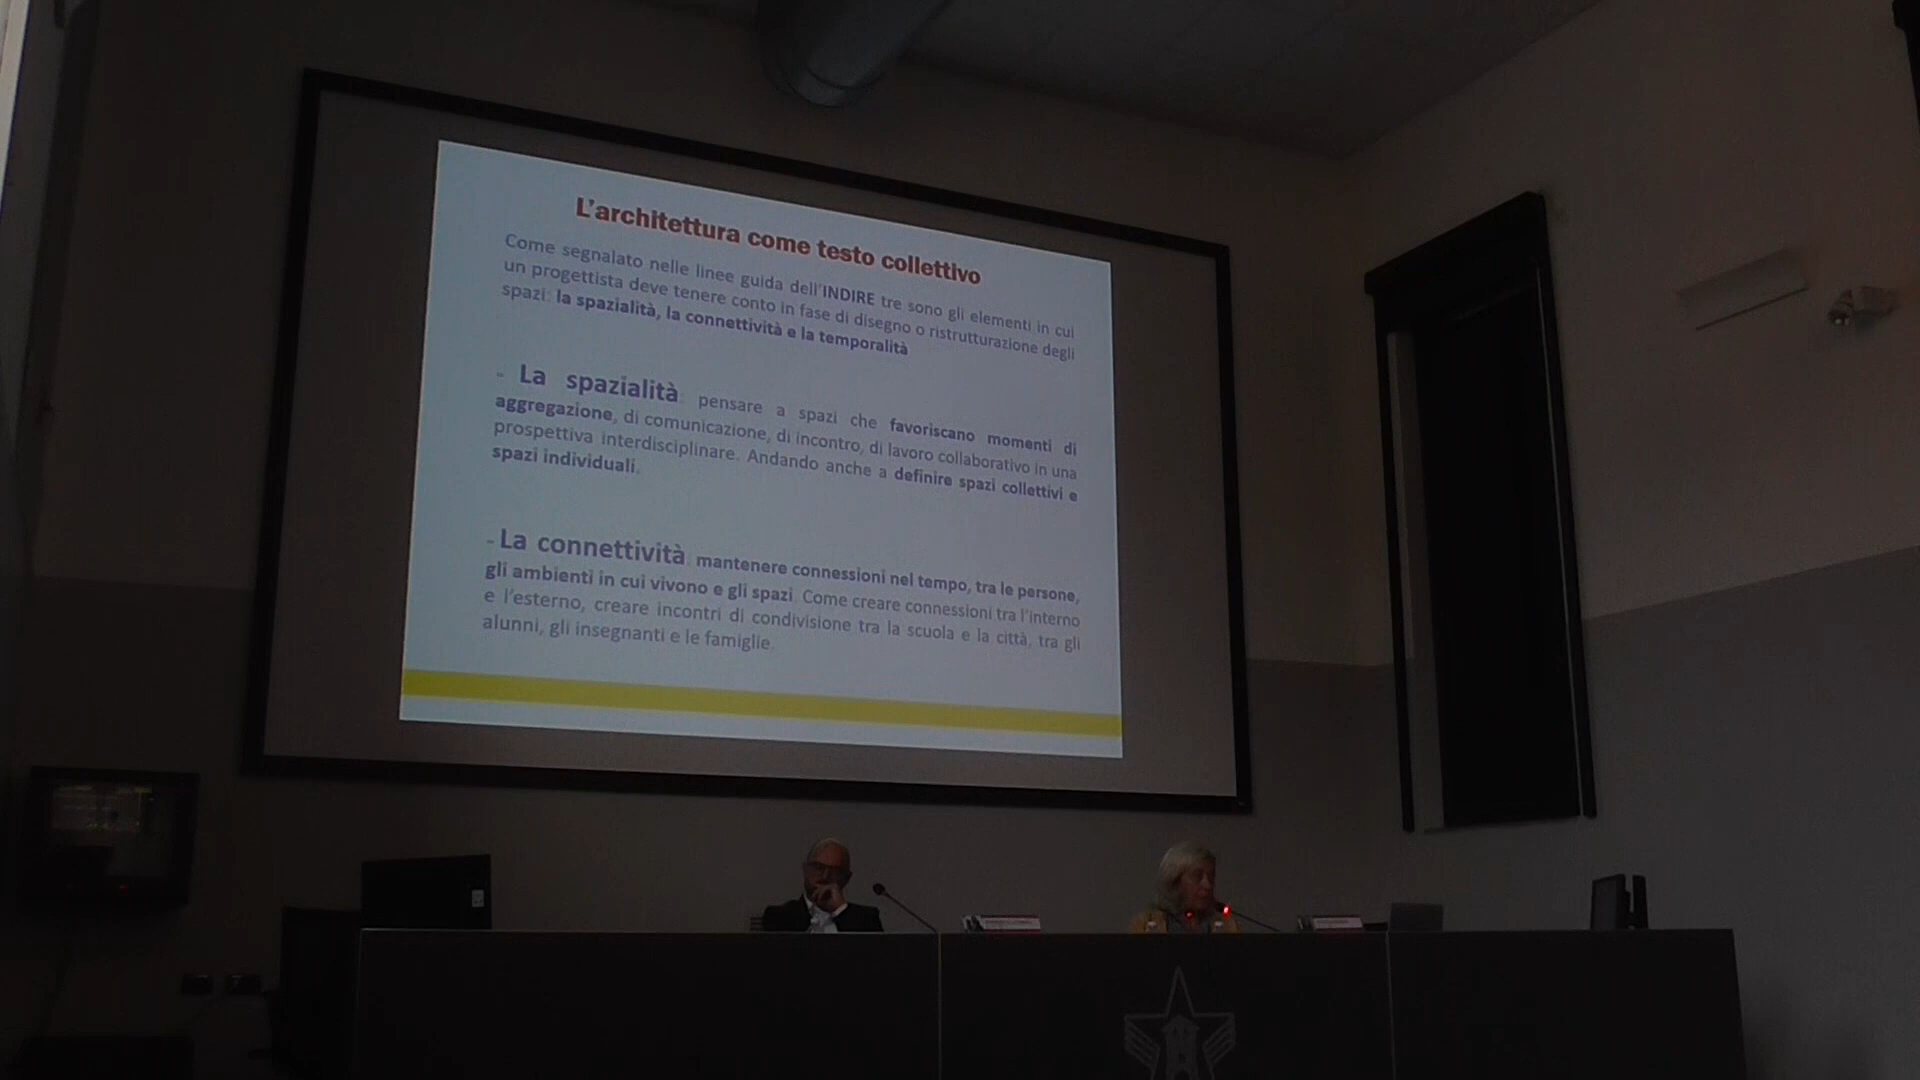 L'architettura come testo collettivo
Come segnalato nelle linee guida dell'INDIRE tre sono gli elementi in cui
un progettista deve tenere conto in fase di disegno o ristrutturazione degli
spazi: la spazialità, la connettività e la temporalità
- La spazialità: pensare a spazi che favoriscano momenti di
aggregazione, di comunicazione, di incontro, di lavoro collaborativo in una
prospettiva interdisciplinare. Andando anche a definire spazi collettivi e
spazi individuali.
- La connettività: mantenere connessioni nel tempo, tra le persone,
gli ambienti in cui vivono e gli spazi. Come creare connessioni tra l'interno
e l'esterno, creare incontri di condivisione tra la scuola e la città, tra gli
alunni, gli insegnanti e le famiglie.